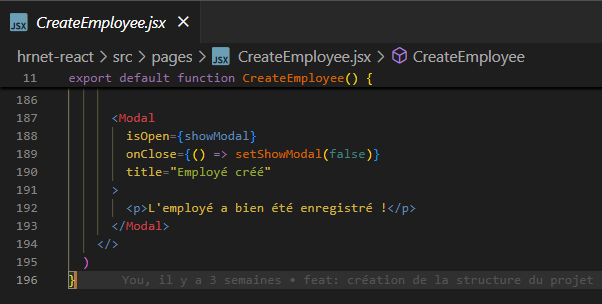 JSX CreateEmployee.jsx ×
hrnet-react > src > pages > JSX CreateEmployee.jsx > CreateEmployee
11 export default function CreateEmployee() {
186
187 <Modal
188 isOpen={showModal}
189 onClose={() => setShowModal(false)}
190 title="Employé créé"
191 >
192 <p>L'employé a bien été enregistré !</p>
193 </Modal>
194 </>
195 )
196 } You, il y a 3 semaines • feat: création de la structure du projet